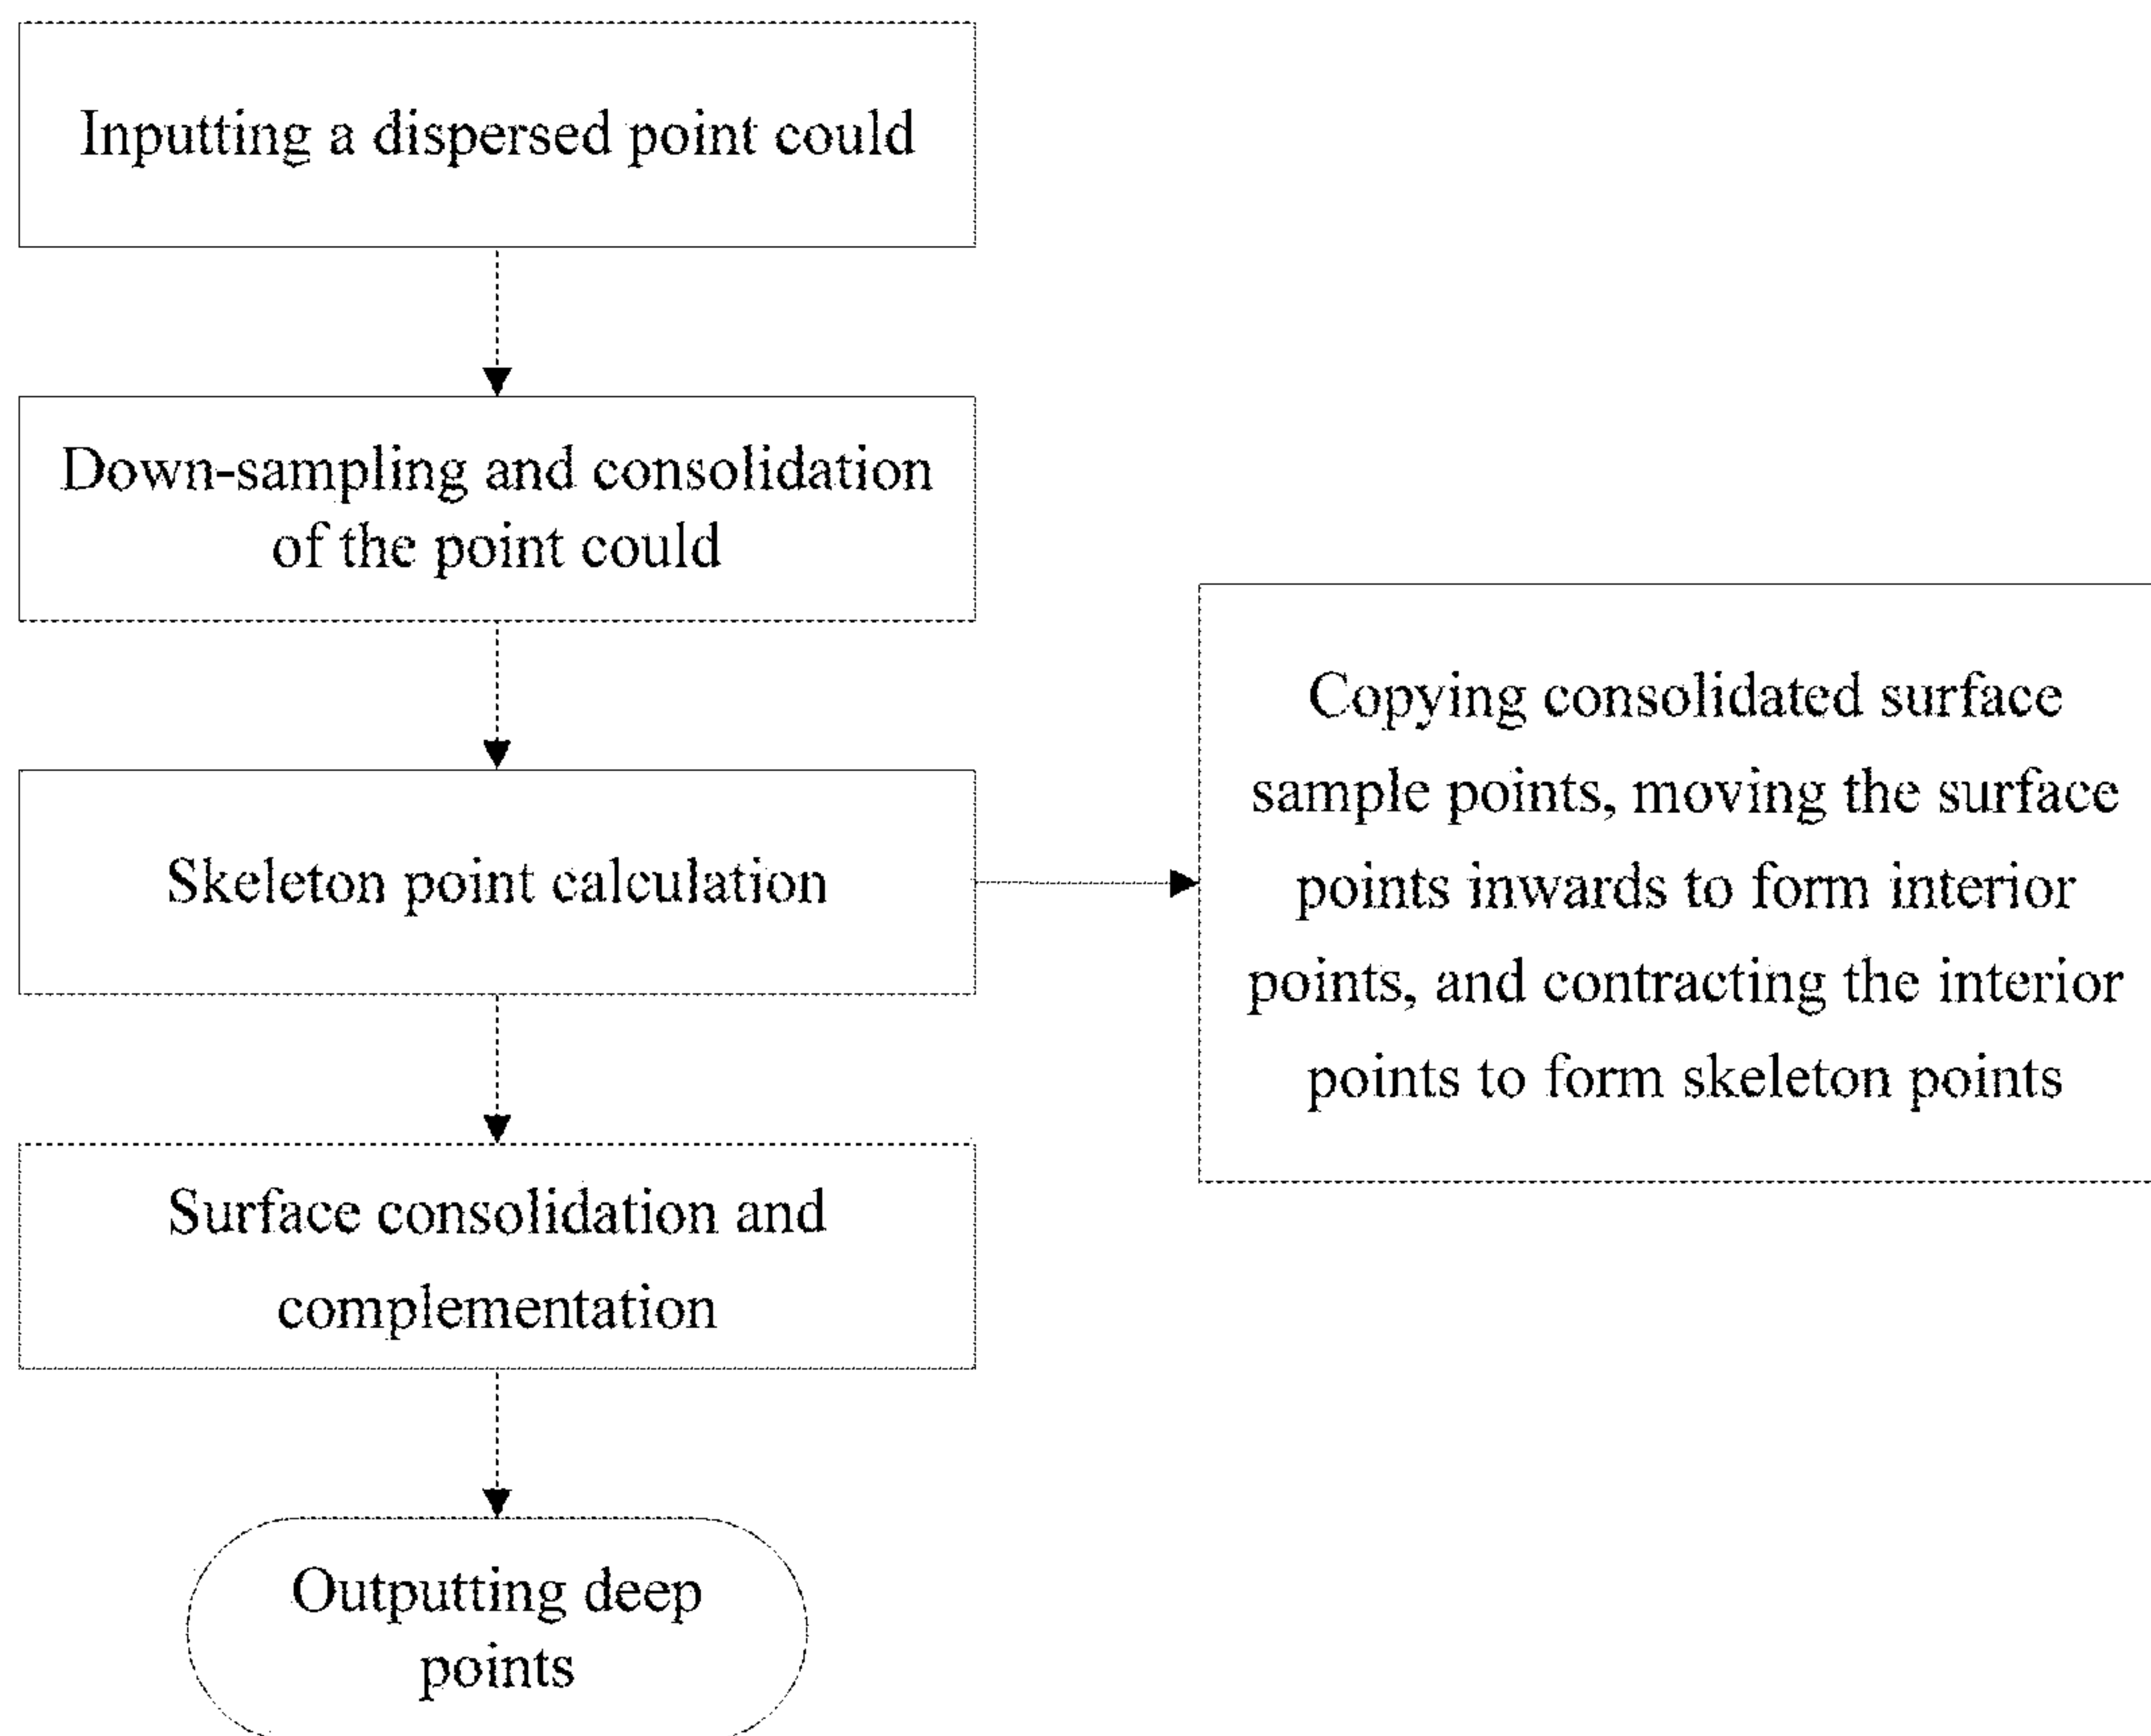 Inputting a dispersed point could
Down-sampling and consolidation
of the point could
Skeleton point calculation
Copying consolidated surface
sample points, moving the surface
points inwards to form interior
points, and contracting the interior
points to form skeleton points
Surface consolidation and
complementation
Outputting deep
points